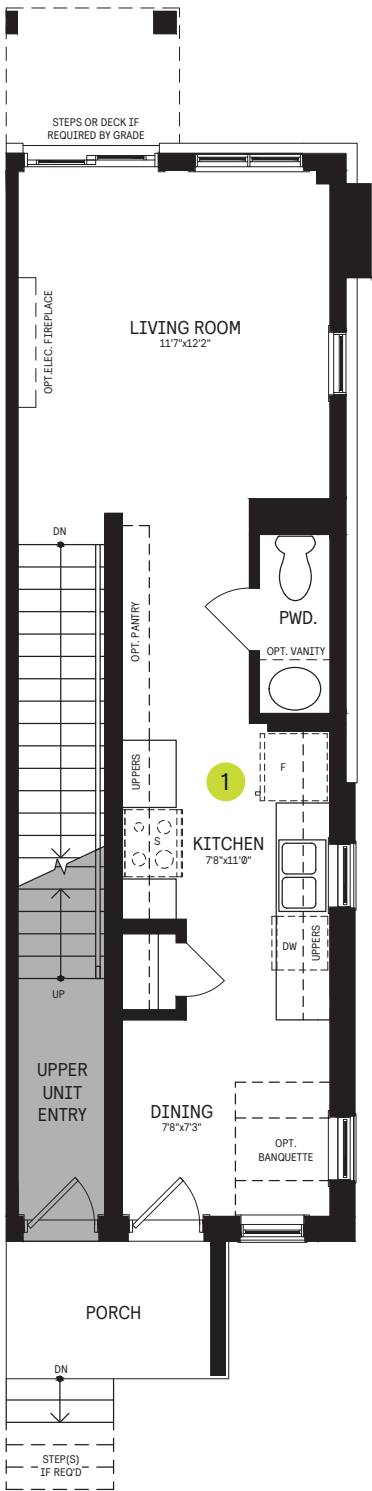 STEPS OR DECK IF
REQUIRED BY GRADE
OPT.ELEC. FIREPLACE
LIVING ROOM
11'7"x12'2"
DN
OPT. PANTRY
PWD.
OPT. VANITY
UPPERS
1
F
S
KITCHEN
7'8"x11'0"
DW
UPPERS
UP
UPPER
UNIT
ENTRY
DINING
7'8"x7'3"
OPT.
BANQUETTE
PORCH
DN
STEP(S)
IF REQ'D